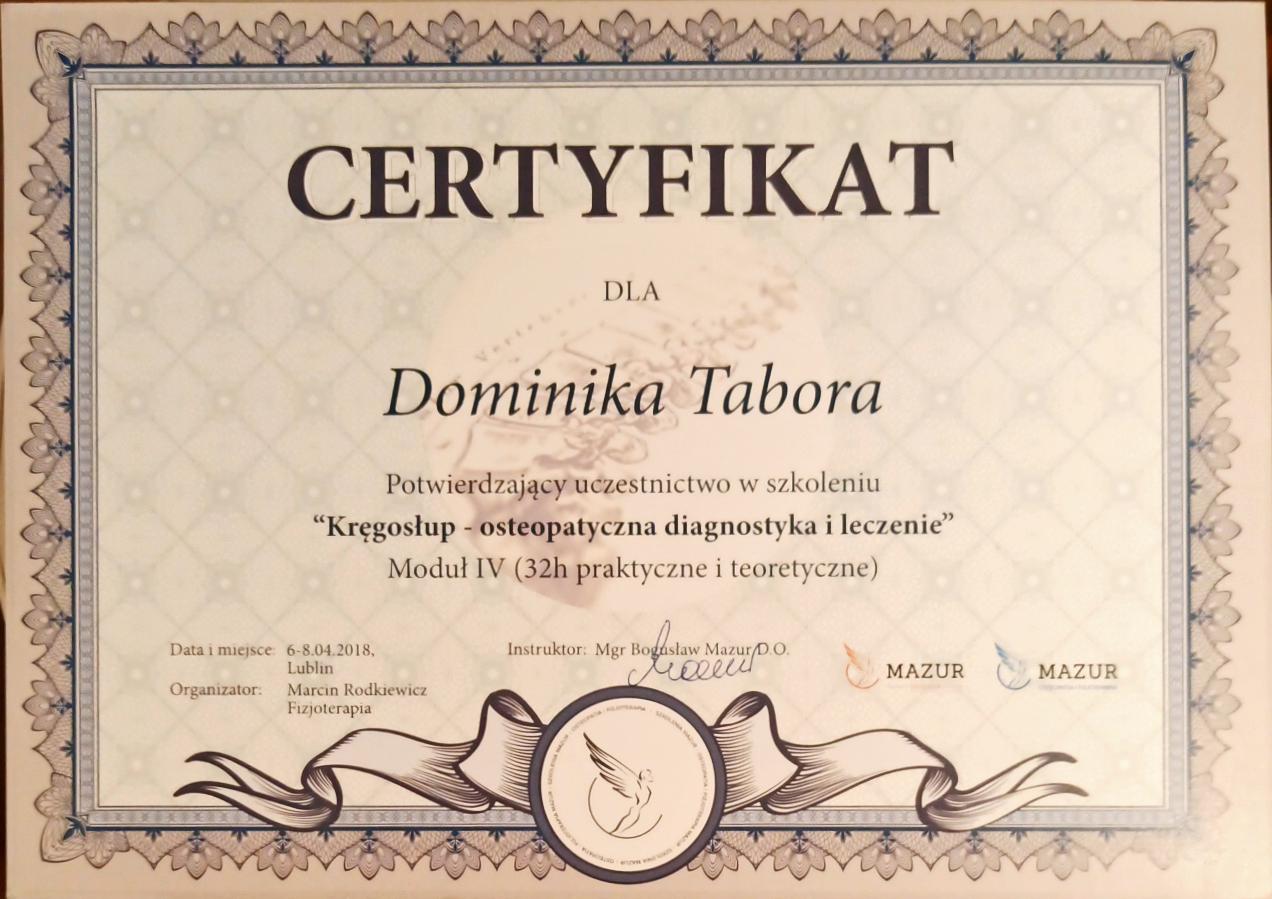 CERTYFIKAT
DLA
Dominika Tabora
Potwierdzający uczestnictwo w szkoleniu
“Kręgosłup - osteopatyczna diagnostyka i leczenie”
Moduł IV (32h praktyczne i teoretyczne)
Data i miejsce: 6-8.04.2018,
Lublin
Organizator: Marcin Rodkiewicz
Fizjoterapia
Instruktor: Mgr Bogusław Mazur D.O.
MAZUR
MAZUR